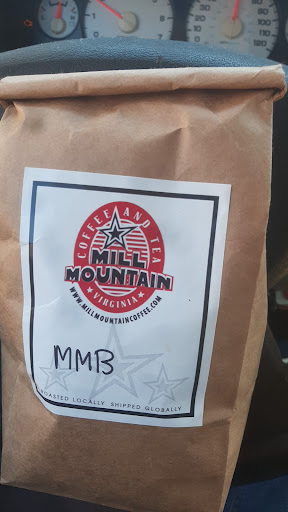 COFFEE AND TEA
MILL
MOUNTAIN
VIRGINIA
WWW.MILLMOUNTAINCOFFEE.COM
MMB
ROASTED LOCALLY. SHIPPED GLOBALLY